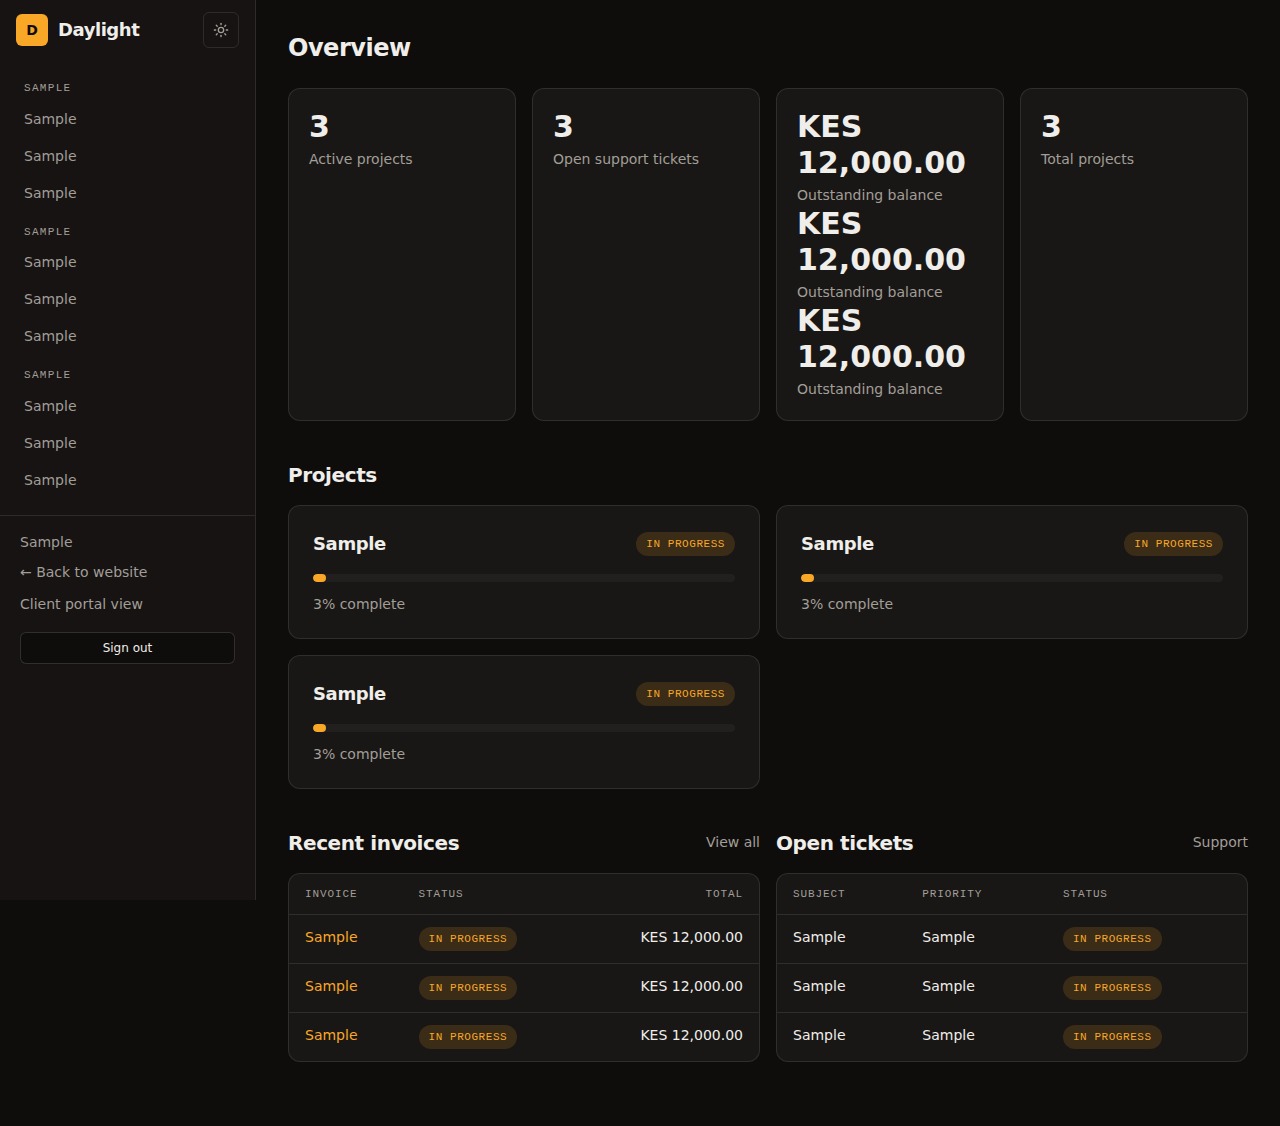 D Daylight
SAMPLE
Sample
Sample
Sample
SAMPLE
Sample
Sample
Sample
SAMPLE
Sample
Sample
Sample
Sample
← Back to website
Client portal view
Sign out
Overview
3
Active projects
3
Open support tickets
KES
12,000.00
Outstanding balance
KES
12,000.00
Outstanding balance
KES
12,000.00
Outstanding balance
3
Total projects
Projects
Sample IN PROGRESS
3% complete
Sample IN PROGRESS
3% complete
Sample IN PROGRESS
3% complete
Recent invoices View all
INVOICE STATUS TOTAL
Sample IN PROGRESS KES 12,000.00
Sample IN PROGRESS KES 12,000.00
Sample IN PROGRESS KES 12,000.00
Open tickets Support
SUBJECT PRIORITY STATUS
Sample Sample IN PROGRESS
Sample Sample IN PROGRESS
Sample Sample IN PROGRESS